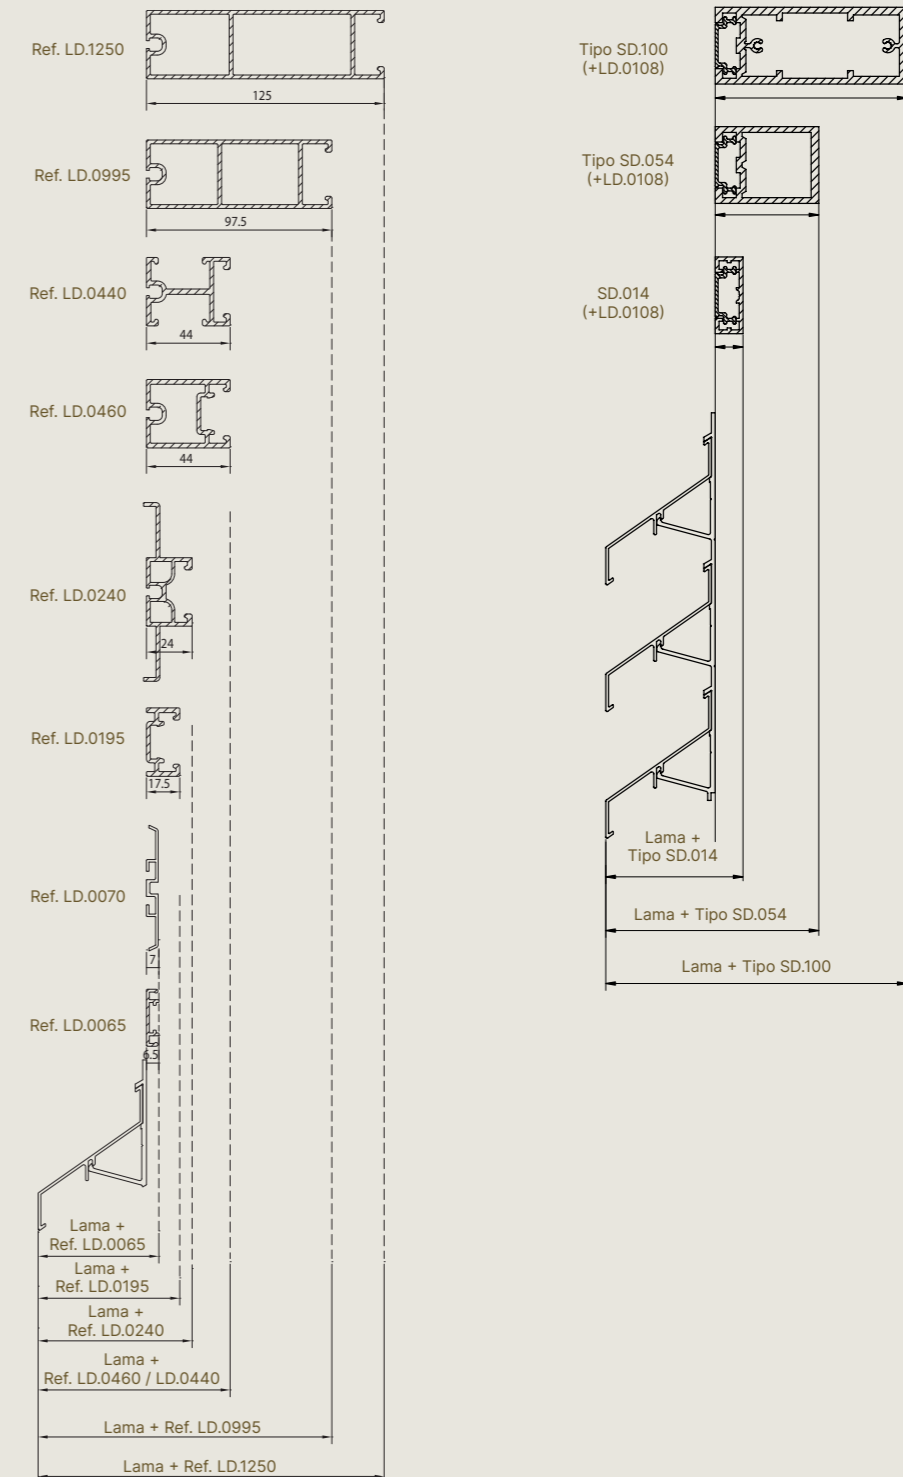 Ref. LD.1250
125
Ref. LD.0995
97.5
Ref. LD.0440
44
Ref. LD.0460
44
Ref. LD.0240
24
Ref. LD.0195
17.5
Ref. LD.0070
7
Ref. LD.0065
6.5
Lama +
Ref. LD.0065
Lama +
Ref. LD.0195
Lama +
Ref. LD.0240
Lama +
Ref. LD.0460 / LD.0440
Lama + Ref. LD.0995
Lama + Ref. LD.1250
Tipo SD.100
(+LD.0108)
Tipo SD.054
(+LD.0108)
SD.014
(+LD.0108)
Lama +
Tipo SD.014
Lama + Tipo SD.054
Lama + Tipo SD.100